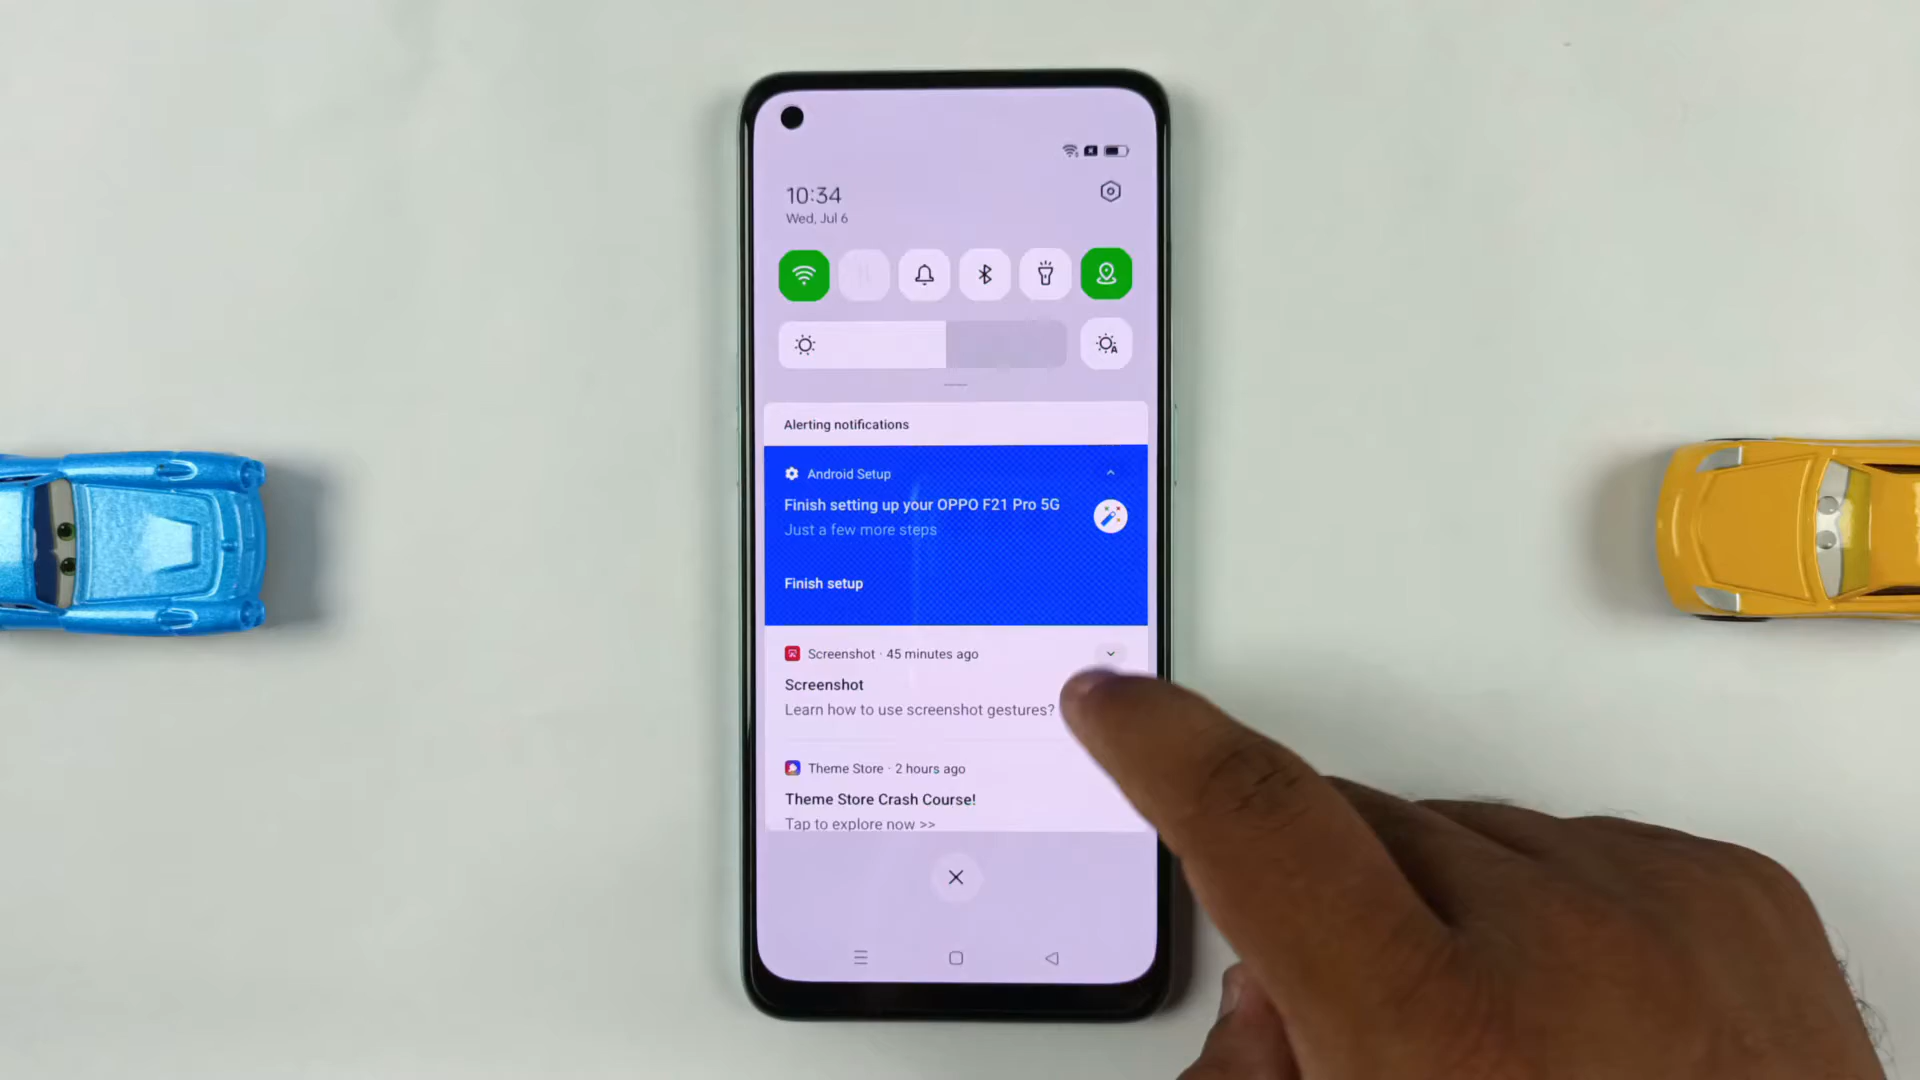 10:34
Wed, Jul 6
Alerting notifications
Android Setup
Finish setting up your OPPO F21 Pro 5G
Just a few more steps
Finish setup
Screenshot · 45 minutes ago
Screenshot
Learn how to use screenshot gestures?
Theme Store · 2 hours ago
Theme Store Crash Course!
Tap to explore now >>